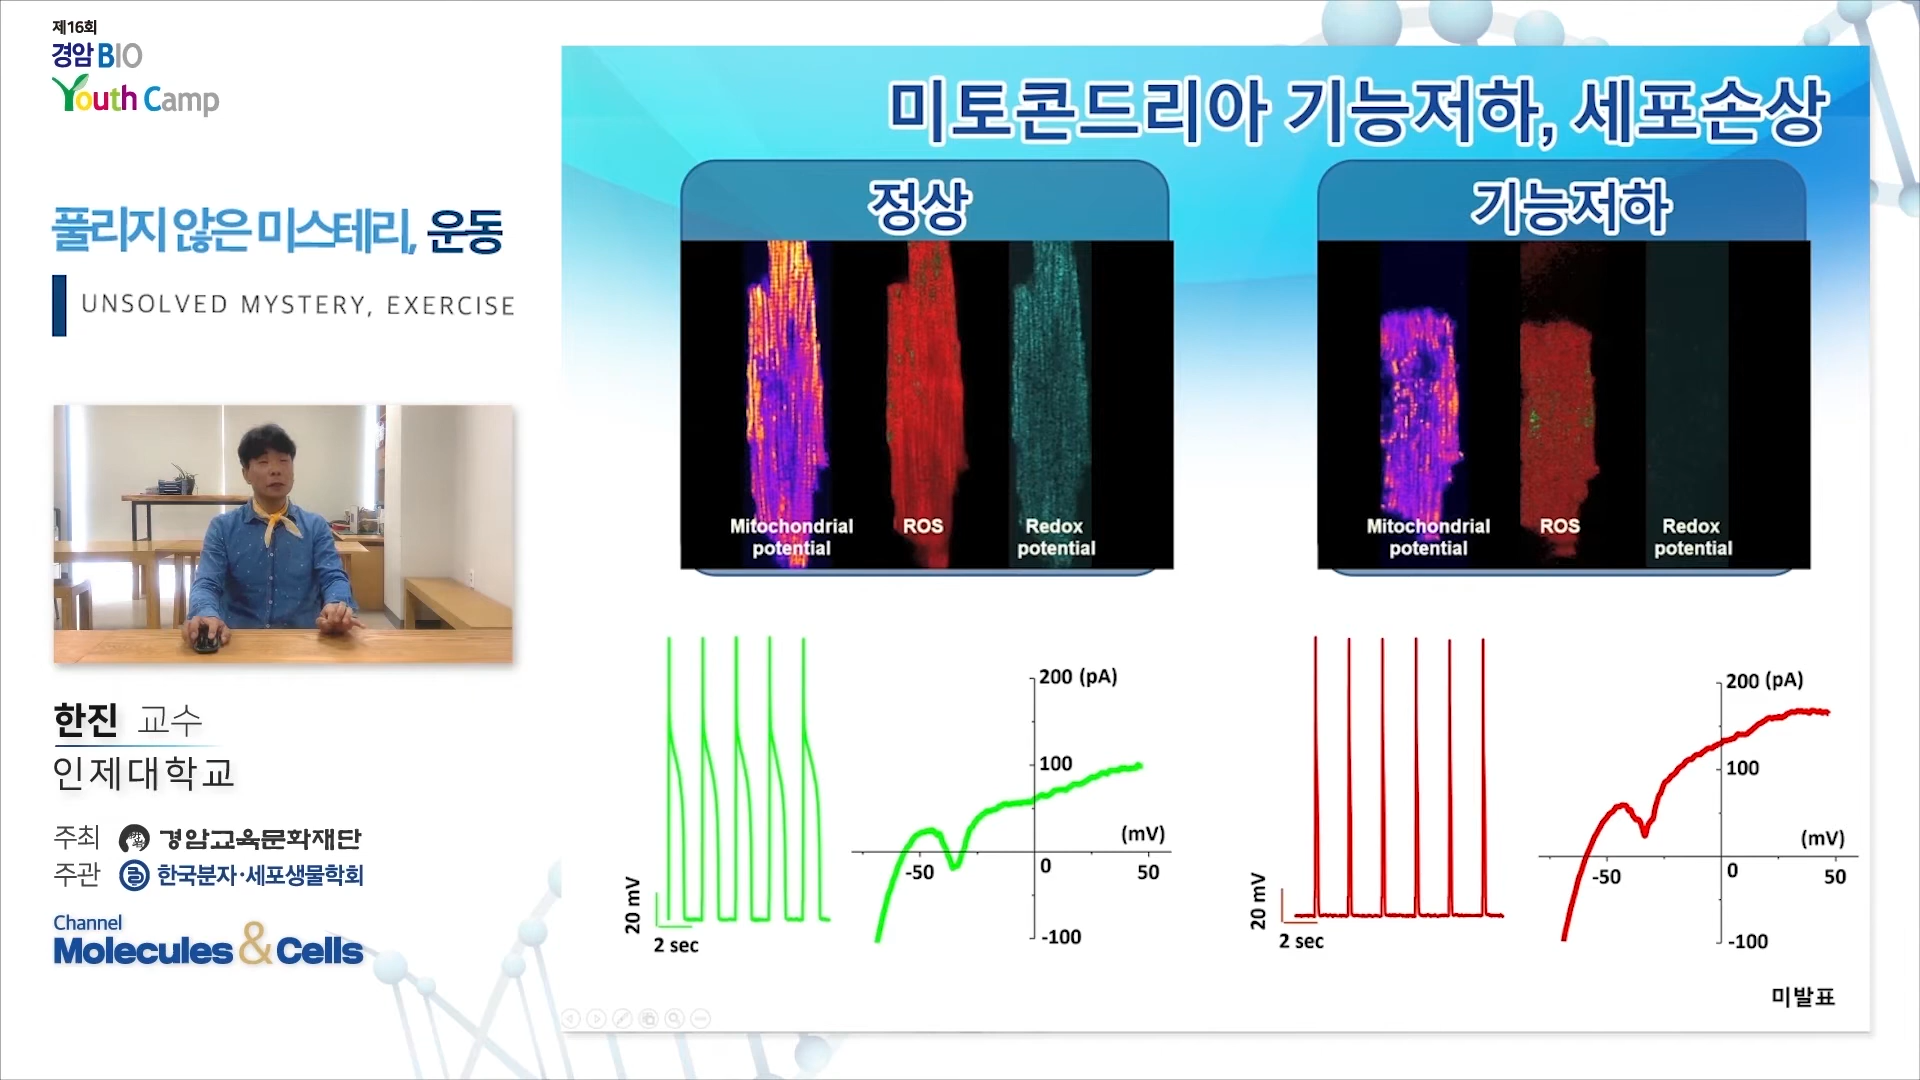 제16회
경암 BIO
Youth Camp
풀리지 않은 미스테리, 운동
UNSOLVED MYSTERY, EXERCISE
한진 교수
인제대학교
주최 경암교육문화재단
주관 한국분자·세포생물학회
Channel
Molecules & Cells
미토콘드리아 기능저하, 세포손상
정상
Mitochondrial
potential
ROS
Redox
potential
기능저하
Mitochondrial
potential
ROS
Redox
potential
20 mV
2 sec
200 (pA)
100
(mV)
-50
0
50
-100
20 mV
2 sec
200 (pA)
100
(mV)
-50
0
50
-100
미발표